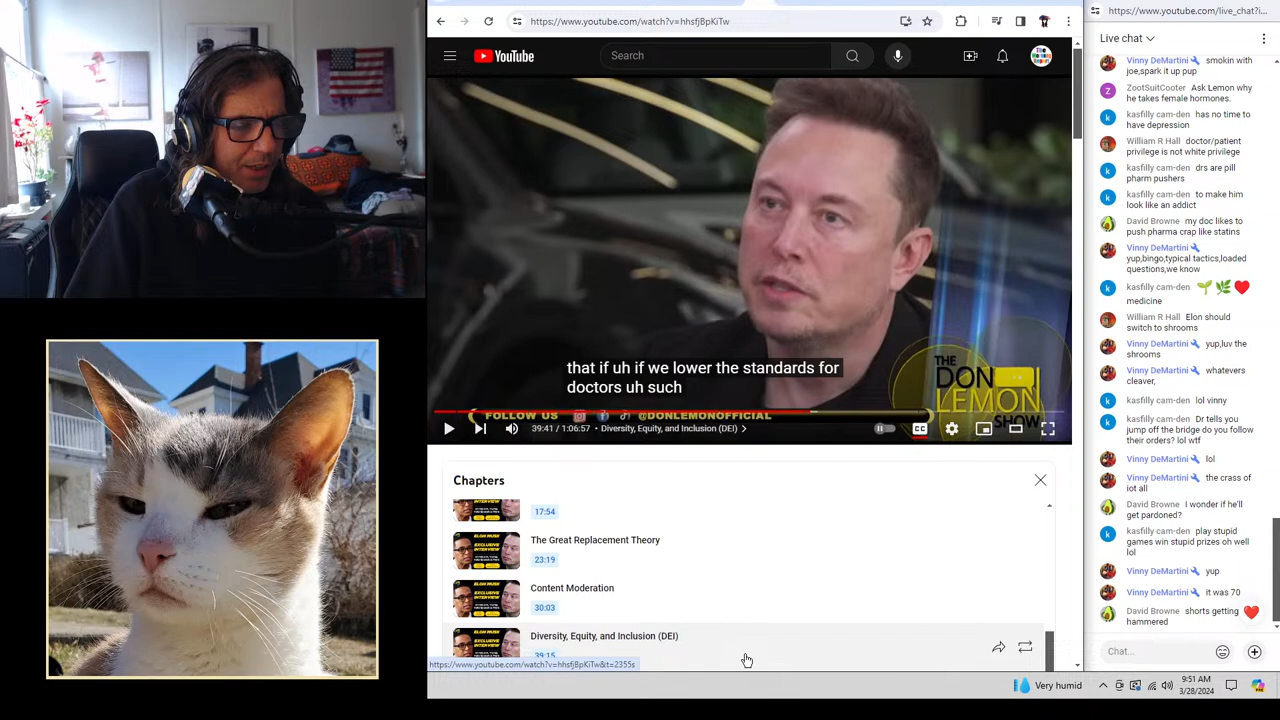 https://www.youtube.com/watch?v=hhsfjBpKiTw
https://www.youtube.com/live_chat?i...
YouTube
Search
that if uh if we lower the standards for
doctors uh such
THE
DON
LEMON
SHOW
FOLLOW US
@DONLEMONOFFICIAL
39:41 / 1:06:57 • Diversity, Equity, and Inclusion (DEI)
CC
Chapters
17:54
The Great Replacement Theory
23:19
Content Moderation
30:03
Diversity, Equity, and Inclusion (DEI)
39:15
https://www.youtube.com/watch?v=hhsfjBpKiTw&t=2355s
Live chat
Vinny DeMartini smokin with
joe,spark it up pup
ZootSuitCooter Ask Lemon why
he takes female hormones.
kasfilly cam-den has no time to
have depression
William R Hall doctor/patient
privilege is not white privilege
kasfilly cam-den drs are pill
pharm pushers
kasfilly cam-den to make him
look like an addict
David Browne my doc likes to
push pharma crap like statins
Vinny DeMartini
yup,bingo,typical tactics,loaded
questions,we know
kasfilly cam-den
medicine
William R Hall Elon should
switch to shrooms
Vinny DeMartini yup,luv the
shrooms
Vinny DeMartini whatevers
cleaver,
kasfilly cam-den lol vinny
kasfilly cam-den Dr tells you
jump off the bridge do you follow
their orders? lol wtf
Vinny DeMartini lol
Vinny DeMartini the crass of
iot all
David Browne I wonder if he'll
get pardoned?
kasfilly cam-den play stupid
games win stupid prizes oh well
lol
Vinny DeMartini yup
Vinny DeMartini it was 70
David Browne shorts getting
hammered
Chat...
Very humid
9:51 AM
3/28/2024